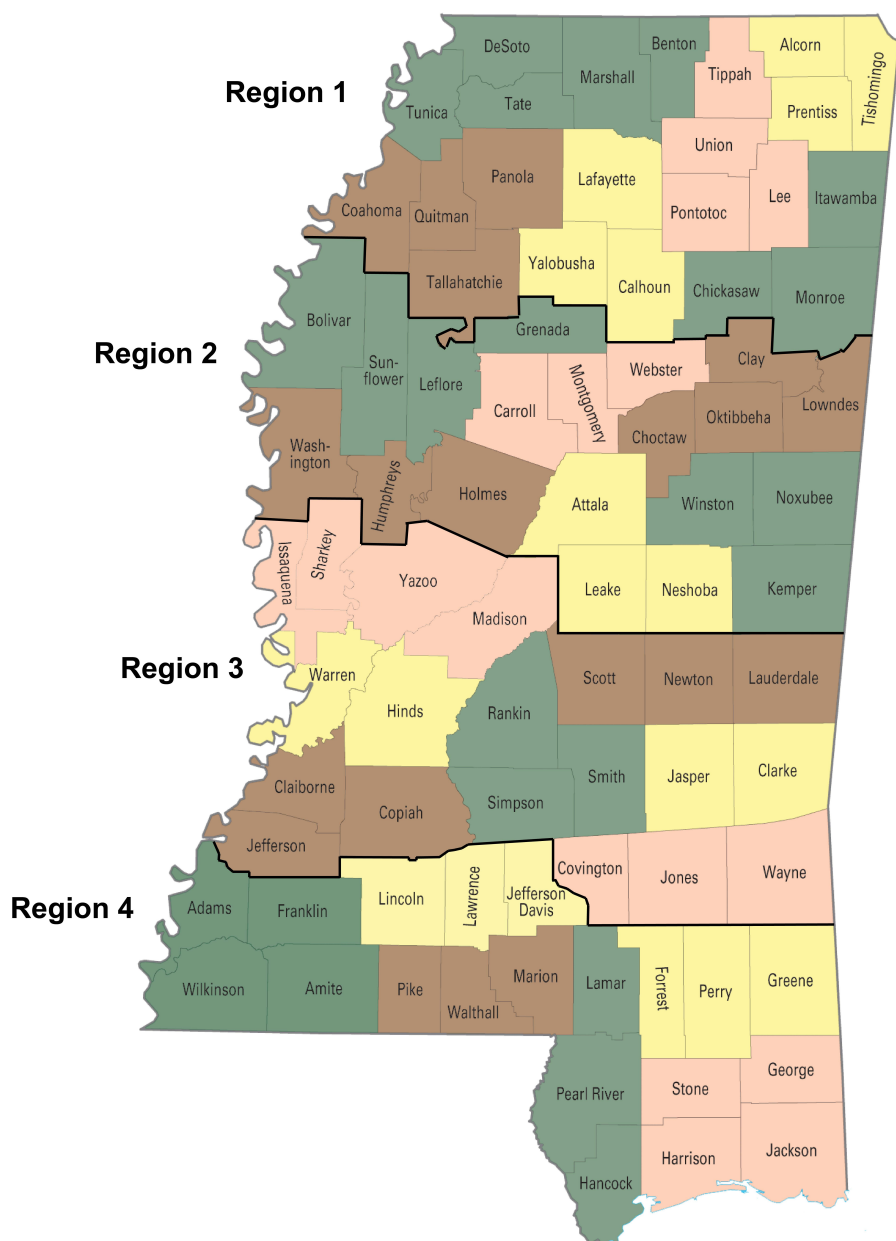 DeSoto
Benton
Alcorn
Tishomingo
Region 1
Marshall
Tippah
Tunica
Tate
Prentiss
Union
Panola
Lafayette
Coahoma
Quitman
Pontotoc
Lee
Itawamba
Tallahatchie
Yalobusha
Calhoun
Chickasaw
Monroe
Bolivar
Grenada
Region 2
Sun-
flower
Leflore
Carroll
Montgomery
Webster
Clay
Choctaw
Oktibbeha
Lowndes
Wash-
ington
Humphreys
Holmes
Attala
Winston
Noxubee
Issaquena
Sharkey
Yazoo
Madison
Leake
Neshoba
Kemper
Region 3
Warren
Hinds
Rankin
Scott
Newton
Lauderdale
Claiborne
Copiah
Simpson
Smith
Jasper
Clarke
Jefferson
Covington
Jones
Wayne
Region 4
Adams
Franklin
Lincoln
Lawrence
Jefferson
Davis
Wilkinson
Amite
Pike
Walthall
Marion
Lamar
Forrest
Perry
Greene
Pearl River
Stone
George
Hancock
Harrison
Jackson